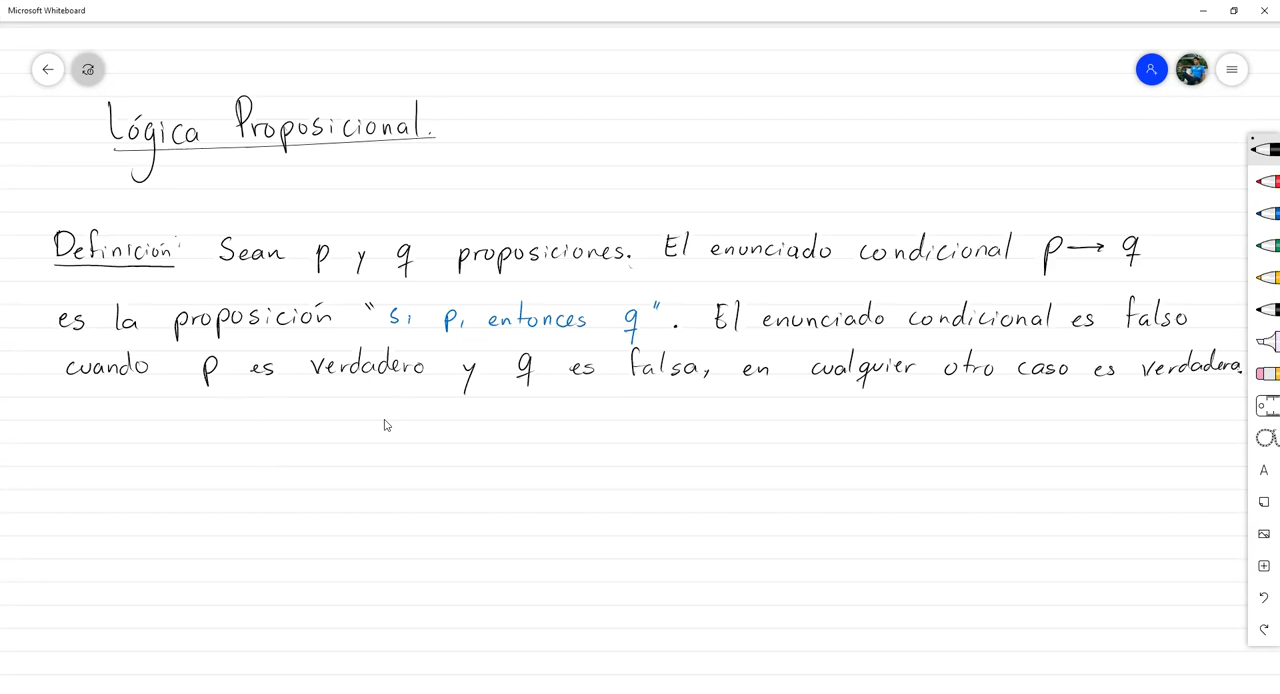 Microsoft Whiteboard
Lógica Proposicional.
Definición: Sean p y q proposiciones. El enunciado condicional p → q
es la proposición "si p, entonces q". El enunciado condicional es falso
cuando p es verdadero y q es falsa, en cualquier otro caso es verdadera.
A